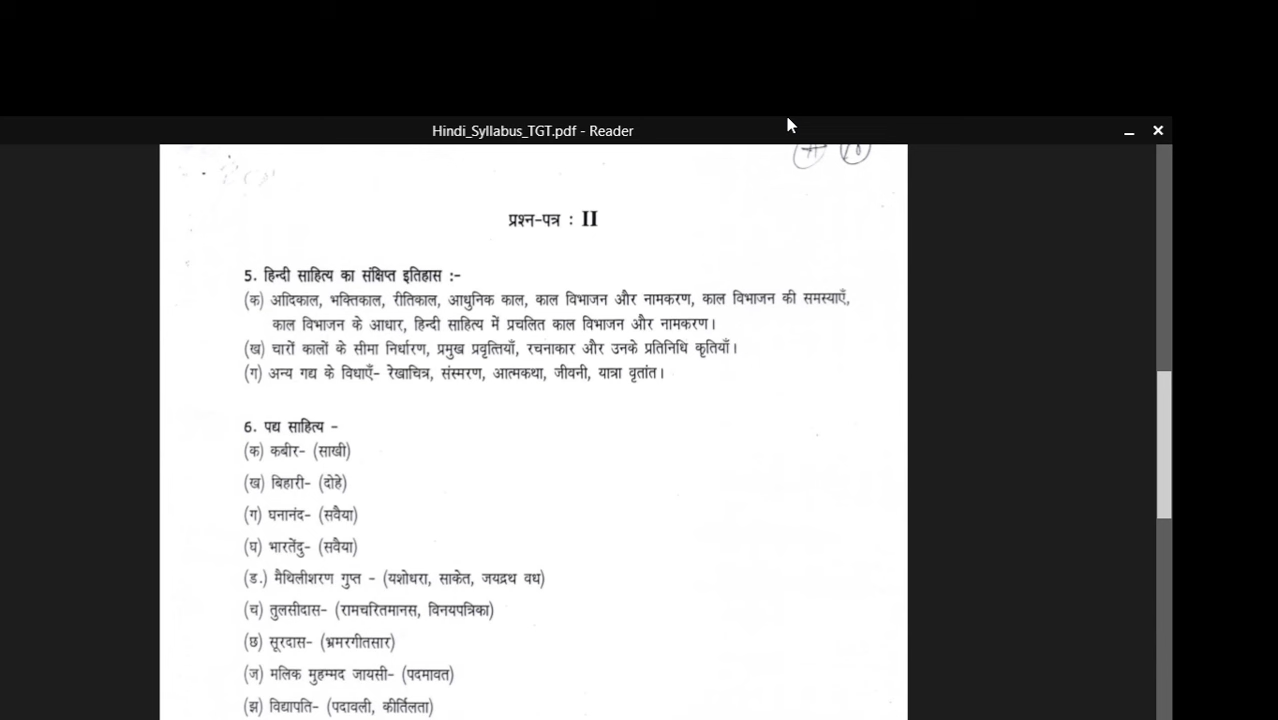 Hindi_Syllabus_TGT.pdf - Reader
प्रश्न-पत्र : II
5. हिन्दी साहित्य का संक्षिप्त इतिहास :-
(क) आदिकाल, भक्तिकाल, रीतिकाल, आधुनिक काल, काल विभाजन और नामकरण, काल विभाजन की समस्याएँ,
काल विभाजन के आधार, हिन्दी साहित्य में प्रचलित काल विभाजन और नामकरण।
(ख) चारों कालों के सीमा निर्धारण, प्रमुख प्रवृत्तियाँ, रचनाकार और उनके प्रतिनिधि कृतियाँ।
(ग) अन्य गद्य के विधाएँ- रेखाचित्र, संस्मरण, आत्मकथा, जीवनी, यात्रा वृतांत।
6. पद्य साहित्य -
(क) कबीर- (साखी)
(ख) बिहारी- (दोहे)
(ग) घनानंद- (सवैया)
(घ) भारतेंदु- (सवैया)
(ड.) मैथिलीशरण गुप्त - (यशोधरा, साकेत, जयद्रथ वध)
(च) तुलसीदास- (रामचरितमानस, विनयपत्रिका)
(छ) सूरदास- (भ्रमरगीतसार)
(ज) मलिक मुहम्मद जायसी- (पदमावत)
(झ) विद्यापति- (पदावली, कीर्तिलता)